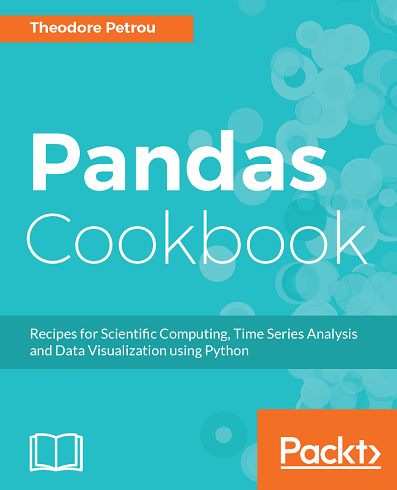 Theodore Petrou
Pandas
Cookbook
Recipes for Scientific Computing, Time Series Analysis
and Data Visualization using Python
Packt>